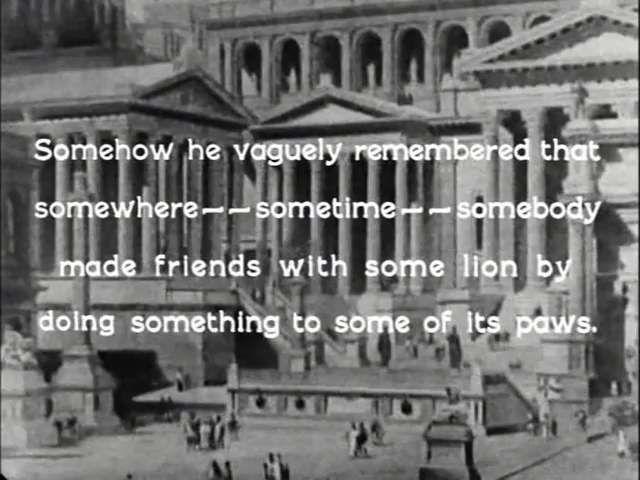 Somehow he vaguely remembered that
somewhere——sometime——somebody
made friends with some lion by
doing something to some of its paws.